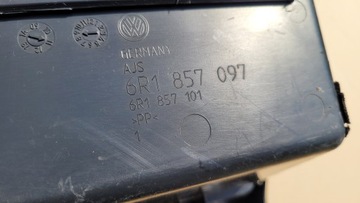 GERMANY
AJS
6R1 857 097
6R1 857 101
>PP<
1